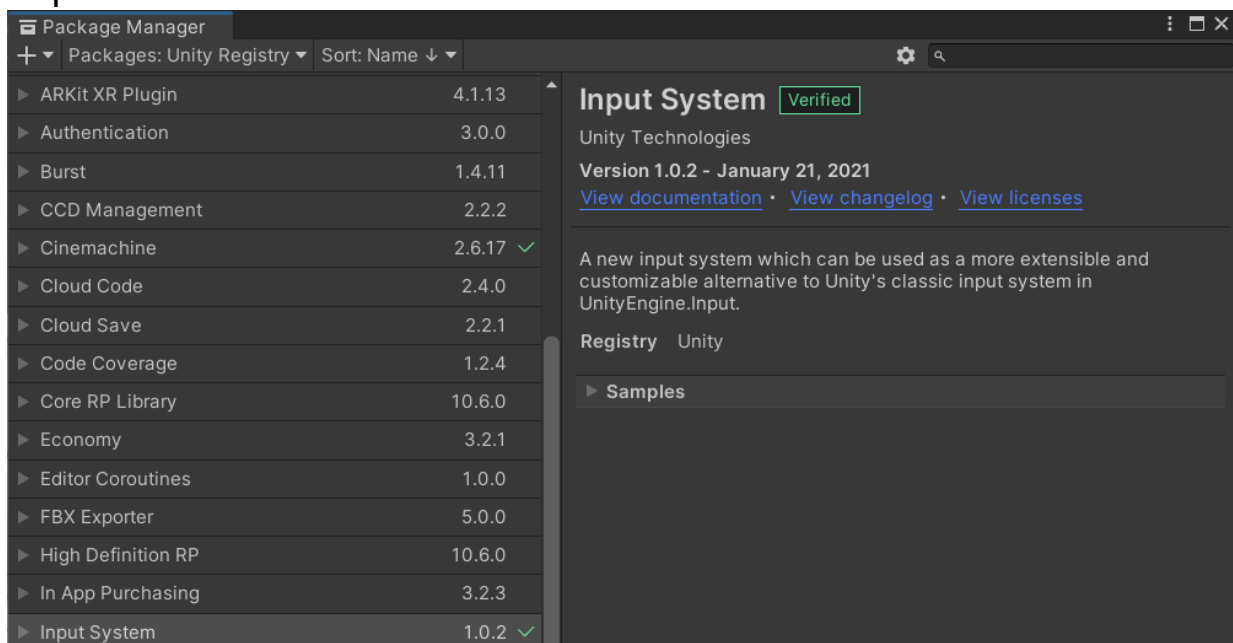 Package Manager
Packages: Unity Registry Sort: Name ↓
ARKit XR Plugin 4.1.13
Authentication 3.0.0
Burst 1.4.11
CCD Management 2.2.2
Cinemachine 2.6.17 ✓
Cloud Code 2.4.0
Cloud Save 2.2.1
Code Coverage 1.2.4
Core RP Library 10.6.0
Economy 3.2.1
Editor Coroutines 1.0.0
FBX Exporter 5.0.0
High Definition RP 10.6.0
In App Purchasing 3.2.3
Input System 1.0.2 ✓
Input System Verified
Unity Technologies
Version 1.0.2 - January 21, 2021
View documentation • View changelog • View licenses
A new input system which can be used as a more extensible and
customizable alternative to Unity's classic input system in
UnityEngine.Input.
Registry Unity
Samples